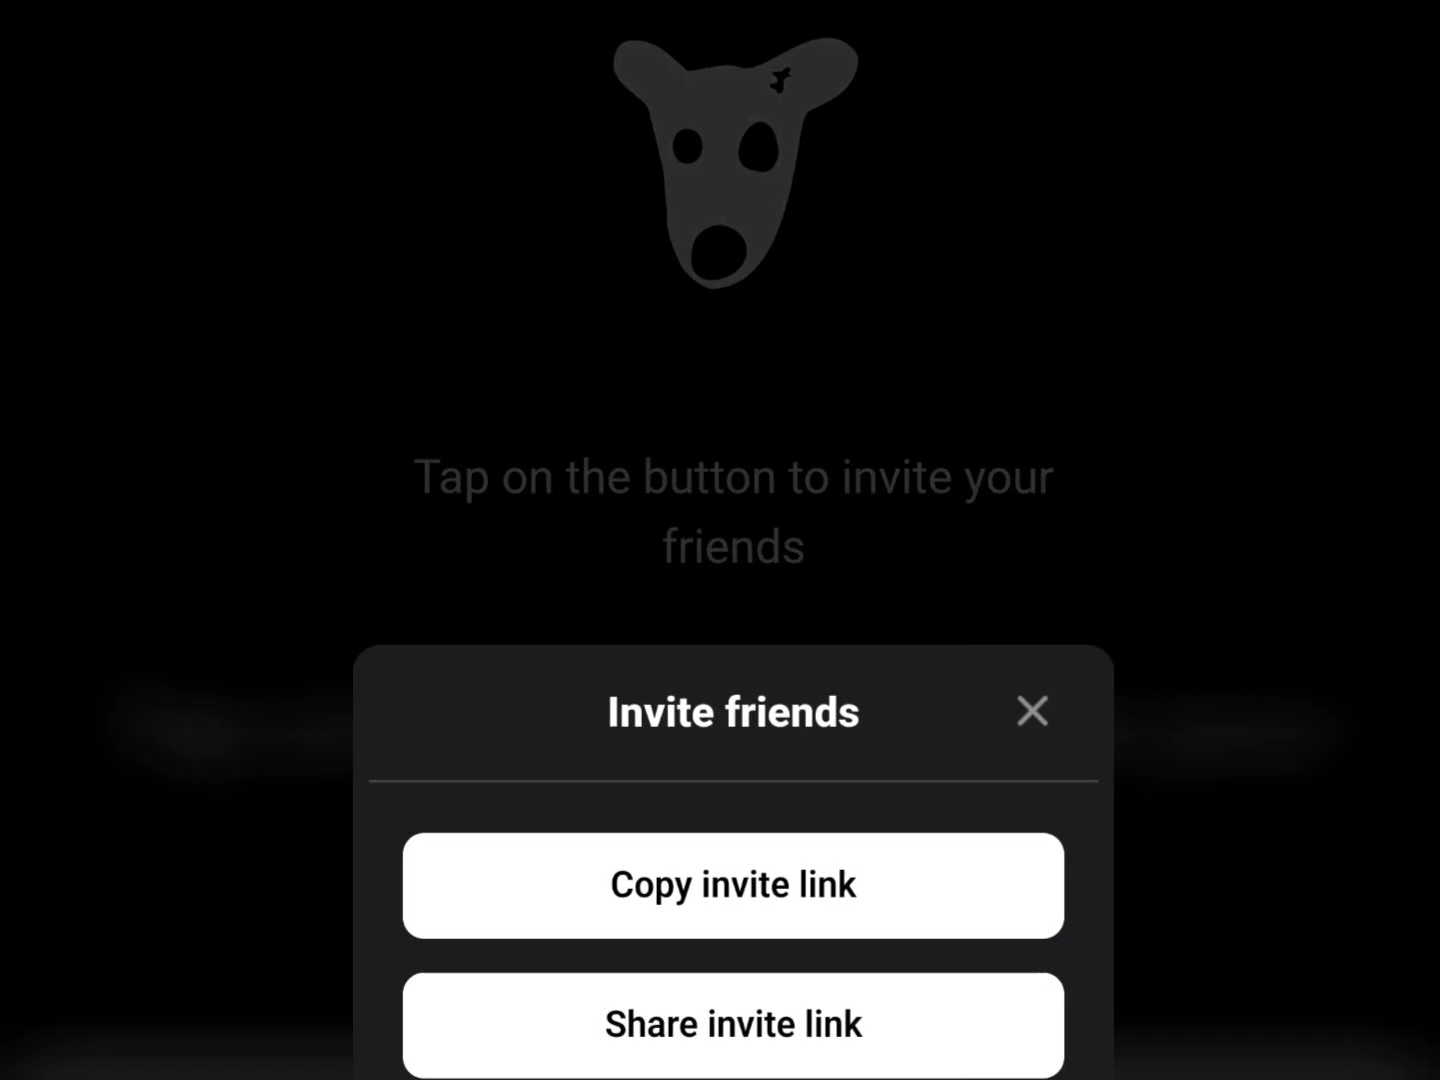 Tap on the button to invite your
friends
Invite friends
Copy invite link
Share invite link